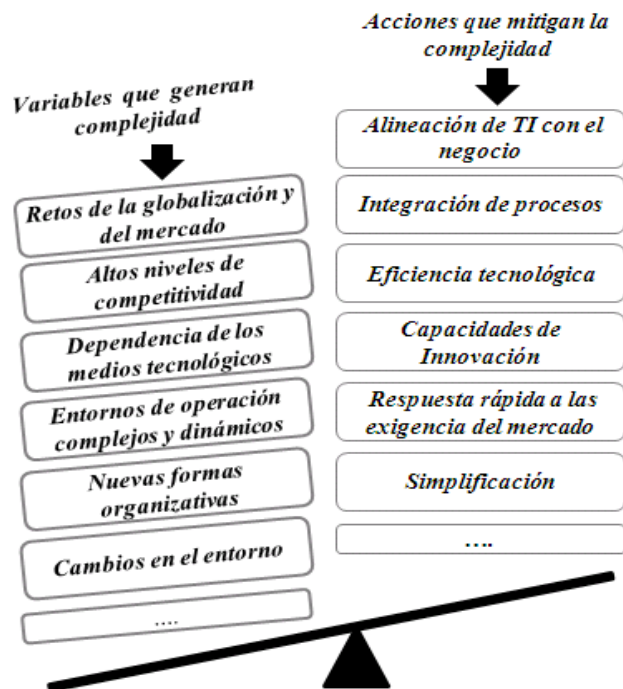 Variables que generan
complejidad
Retos de la globalización y
del mercado
Altos niveles de
competitividad
Dependencia de los
medios tecnológicos
Entornos de operación
complejos y dinámicos
Nuevas formas
organizativas
Cambios en el entorno
....
Acciones que mitigan la
complejidad
Alineación de TI con el
negocio
Integración de procesos
Eficiencia tecnológica
Capacidades de
Innovación
Respuesta rápida a las
exigencia del mercado
Simplificación
....